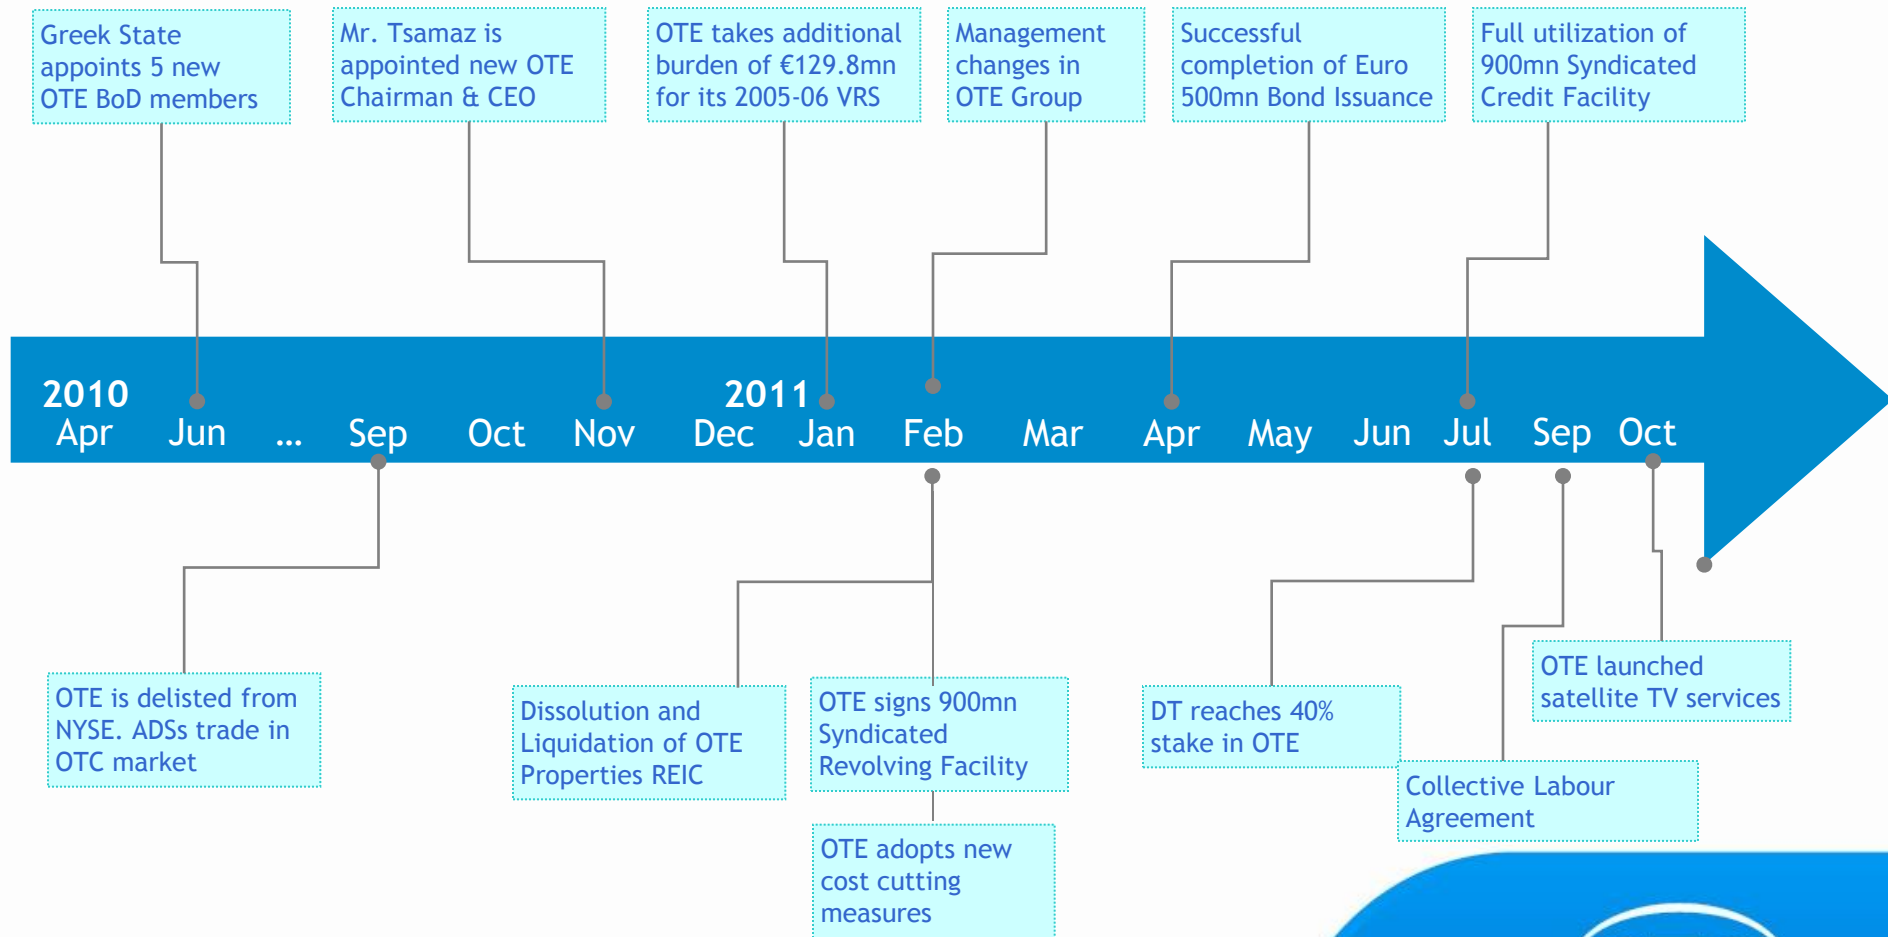 Greek State
appoints 5 new
OTE BoD members
Mr. Tsamaz is
appointed new OTE
Chairman & CEO
OTE takes additional
burden of €129.8mn
for its 2005-06 VRS
Management
changes in
OTE Group
Successful
completion of Euro
500mn Bond Issuance
Full utilization of
900mn Syndicated
Credit Facility
2010
2011
Apr Jun … Sep Oct Nov Dec Jan Feb Mar Apr May Jun Jul Sep Oct
OTE is delisted from
NYSE. ADSs trade in
OTC market
Dissolution and
Liquidation of OTE
Properties REIC
OTE signs 900mn
Syndicated
Revolving Facility
OTE adopts new
cost cutting
measures
DT reaches 40%
stake in OTE
Collective Labour
Agreement
OTE launched
satellite TV services